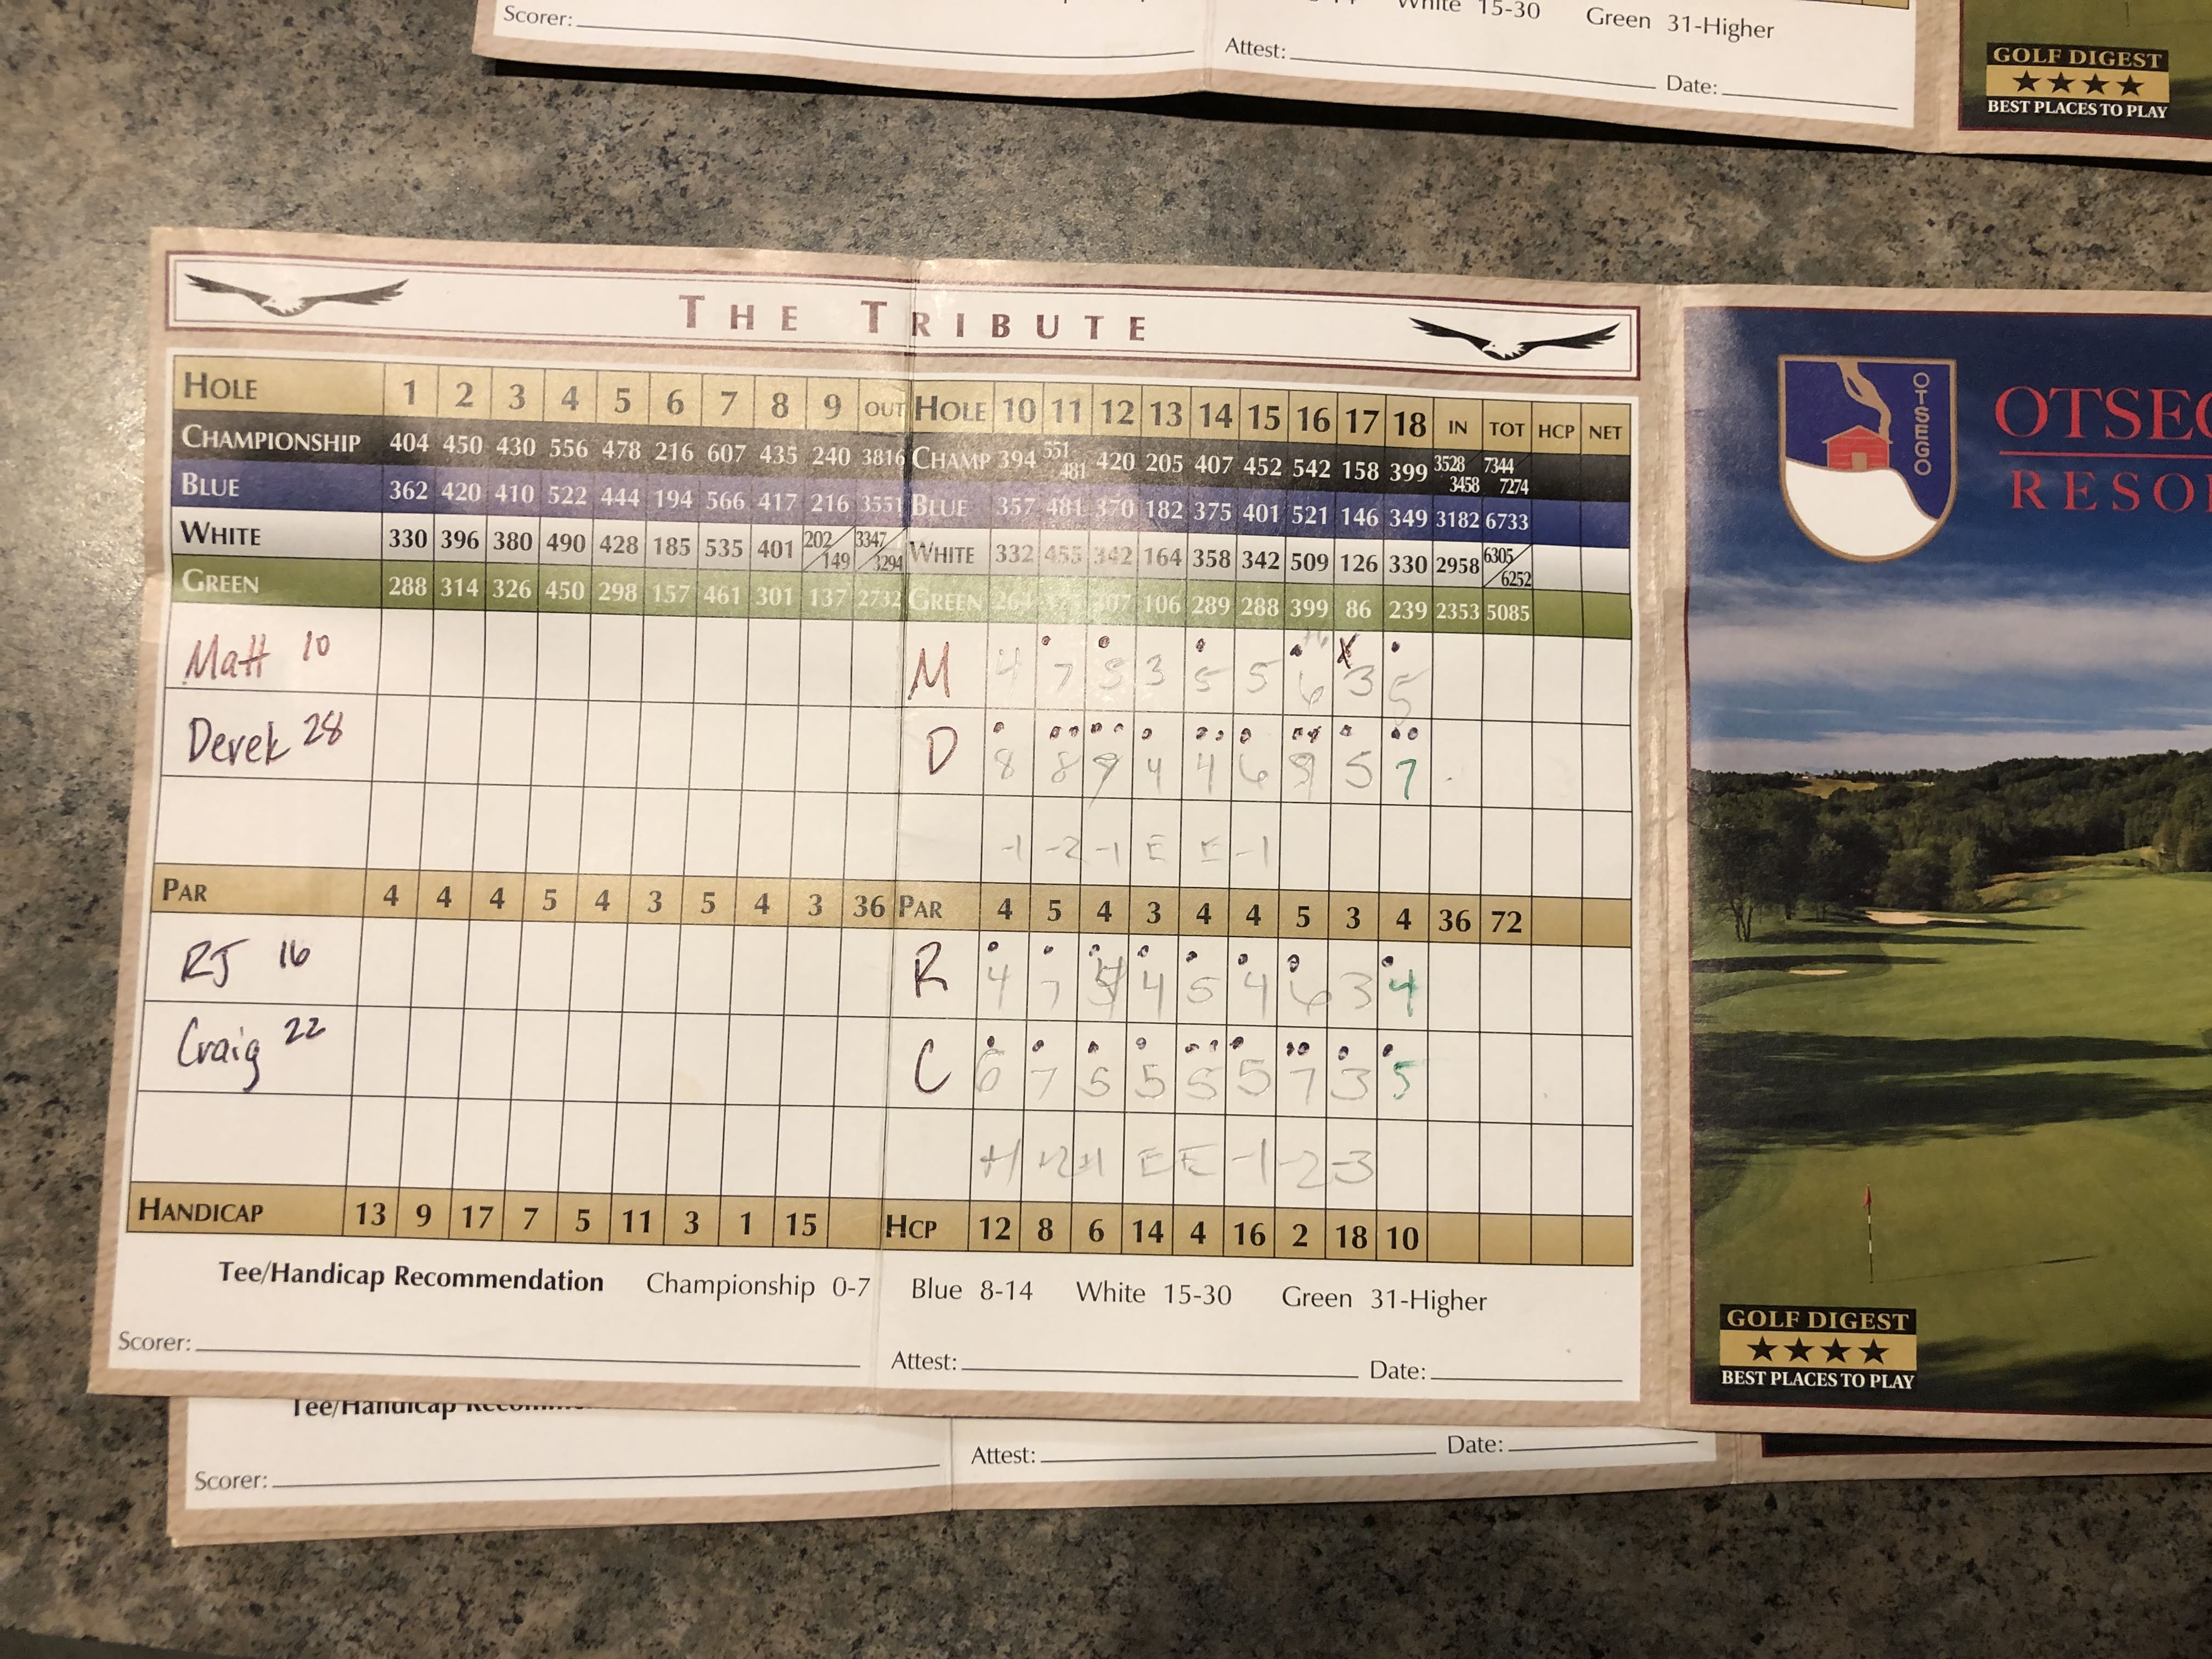 Scorer:
White 15-30 Green 31-Higher
Attest:
Date:
GOLF DIGEST
★★★★
BEST PLACES TO PLAY
THE TRIBUTE
HOLE 1 2 3 4 5 6 7 8 9 OUT HOLE 10 11 12 13 14 15 16 17 18 IN TOT HCP NET
CHAMPIONSHIP 404 450 430 556 478 216 607 435 240 3816 CHAMP 394 551/481 420 205 407 452 542 158 399 3528/3458 7344/7274
BLUE 362 420 410 522 444 194 566 417 216 3551 BLUE 357 481 370 182 375 401 521 146 349 3182 6733
WHITE 330 396 380 490 428 185 535 401 202/149 3347/3294 WHITE 332 455 342 164 358 342 509 126 330 2958 6305/6252
GREEN 288 314 326 450 298 157 461 301 137 2732 GREEN 106 289 288 399 86 239 2353 5085
Matt 10 M 4 7 5 3 5 5 6 3 5
Derek 28 D 8 8 9 4 4 6 5 7
-1 -2 -1 E E -1
PAR 4 4 4 5 4 3 5 4 3 36 PAR 4 5 4 3 4 4 5 3 4 36 72
RJ 16 R 4 7 4 5 4 6 3 4
Craig 22 C 6 7 5 5 5 5 7 3 5
+1 +2 +1 E E -1 -2 -3
HANDICAP 13 9 17 7 5 11 3 1 15 HCP 12 8 6 14 4 16 2 18 10
Tee/Handicap Recommendation Championship 0-7 Blue 8-14 White 15-30 Green 31-Higher
Scorer:
Attest:
Date:
OTSEGO
OTSEG
RESO
GOLF DIGEST
★★★★
BEST PLACES TO PLAY
Tee/Handicap
Attest:
Date:
Scorer: